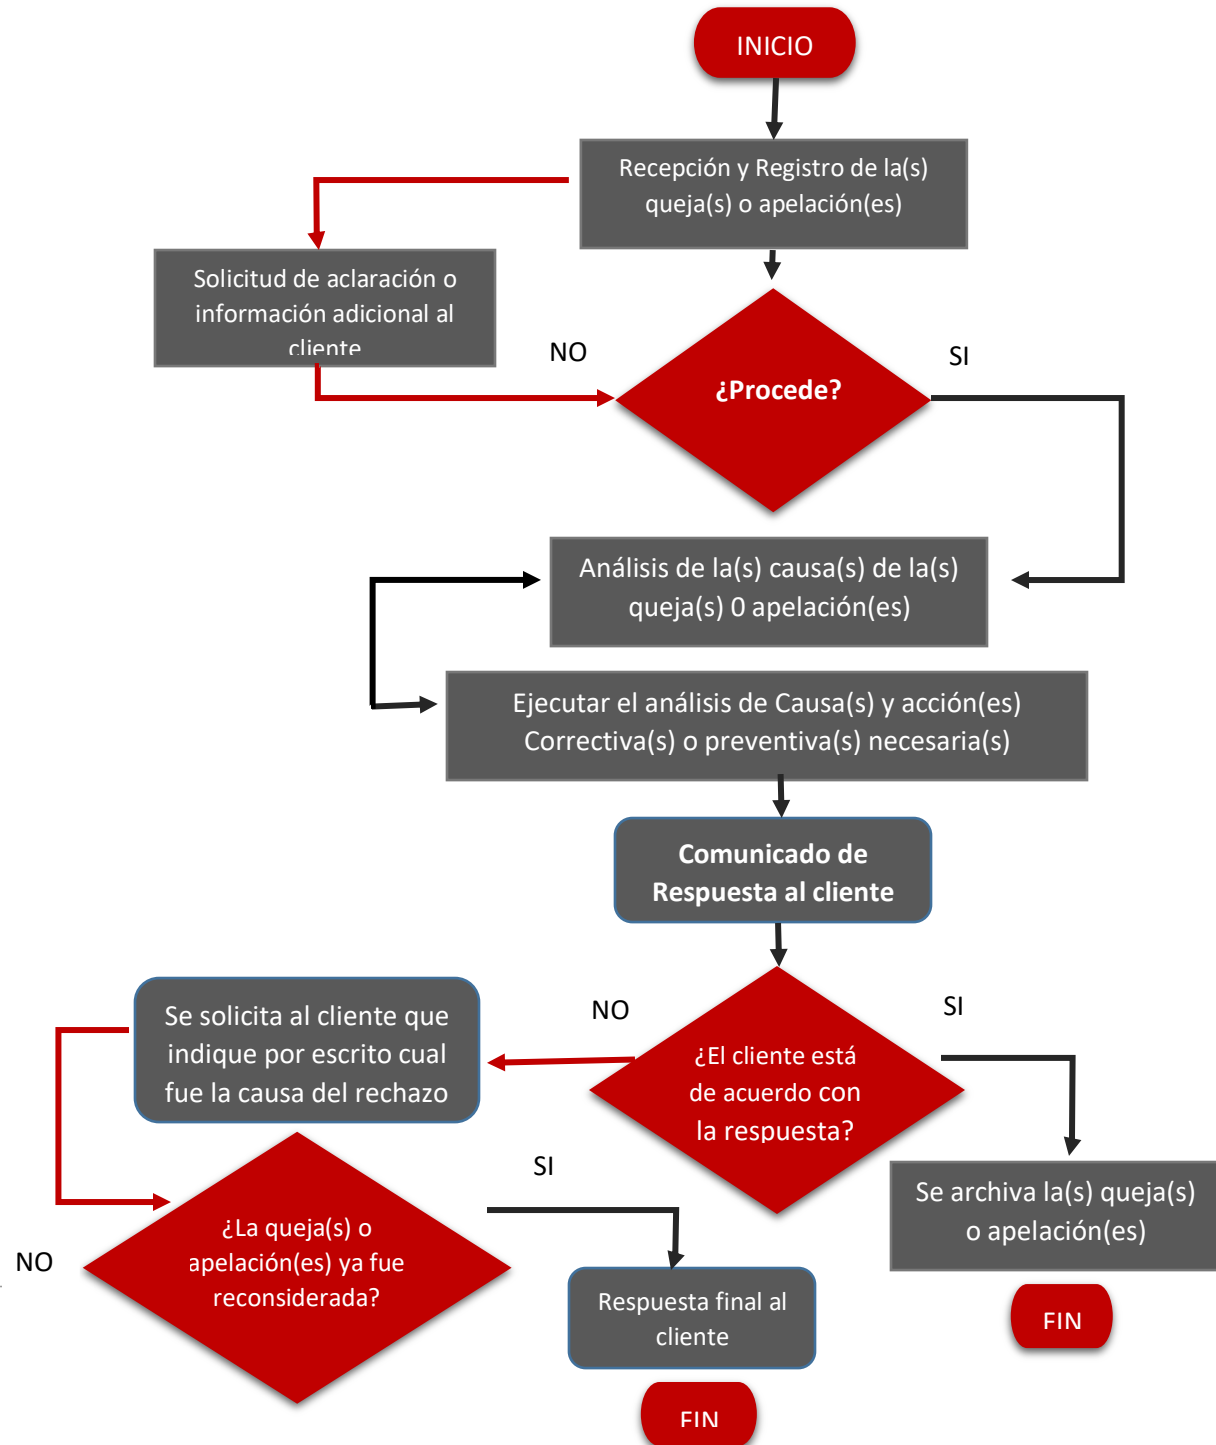 INICIO
Recepción y Registro de la(s)
queja(s) o apelación(es)
Solicitud de aclaración o
información adicional al
cliente
NO
SI
¿Procede?
Análisis de la(s) causa(s) de la(s)
queja(s) 0 apelación(es)
Ejecutar el análisis de Causa(s) y acción(es)
Correctiva(s) o preventiva(s) necesaria(s)
Comunicado de
Respuesta al cliente
NO
SI
¿El cliente está
de acuerdo con
la respuesta?
Se solicita al cliente que
indique por escrito cual
fue la causa del rechazo
Se archiva la(s) queja(s)
o apelación(es)
FIN
SI
NO
¿La queja(s) o
apelación(es) ya fue
reconsiderada?
Respuesta final al
cliente
FIN